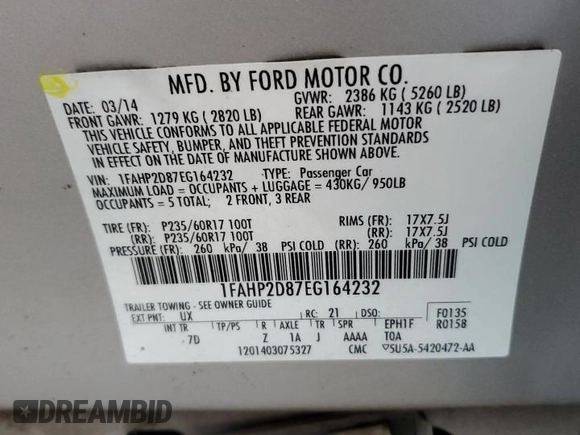 MFD. BY FORD MOTOR CO.
DATE: 03/14 GVWR: 2386 KG ( 5260 LB)
FRONT GAWR: 1279 KG ( 2820 LB) REAR GAWR: 1143 KG ( 2520 LB)
THIS VEHICLE CONFORMS TO ALL APPLICABLE FEDERAL MOTOR
VEHICLE SAFETY, BUMPER, AND THEFT PREVENTION STANDARDS
IN EFFECT ON THE DATE OF MANUFACTURE SHOWN ABOVE.
VIN: 1FAHP2D87EG164232 TYPE: Passenger Car
MAXIMUM LOAD = OCCUPANTS + LUGGAGE = 430KG/ 950LB
OCCUPANTS = 5 TOTAL; 2 FRONT, 3 REAR
TIRE (FR): P235/60R17 100T RIMS (FR): 17X7.5J
(RR): P235/60R17 100T (RR): 17X7.5J
PRESSURE (FR): 260 kPa/ 38 PSI COLD (RR): 260 kPa/ 38 PSI COLD
1FAHP2D87EG164232
TRAILER TOWING - SEE OWNER GUIDE
EXT PNT: UX RC: 21 DSO: F0135
INT TR TP/PS R AXLE TR SPR EPH1F R0158
7D Z 1A J AAAA TOA
1201403075327 CMC ▽SU5A-5420472-AA
DREAMBID